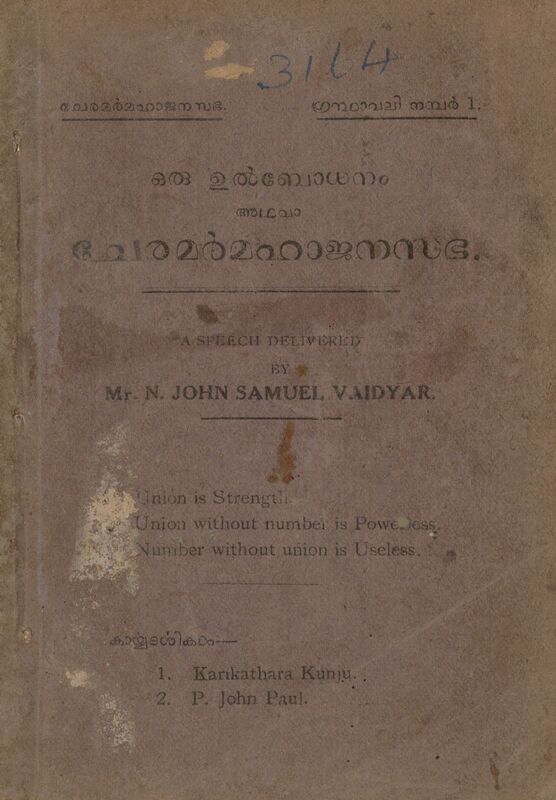 3164
ചേരമർമഹാജനസഭ. ഗ്രന്ഥാവലി നമ്പർ 1.
ഒരു ഉൽബോധനം
അഥവാ
ചേരമർമഹാജനസഭ.
A SPEECH DELIVERED
BY
Mr. N. JOHN SAMUEL VAIDYAR.
Union is Strength.
Union without number is Powerless.
Number without union is Useless.
കാര്യദർശികൾ—
1. Karikathara Kunju.
2. P. John Paul.